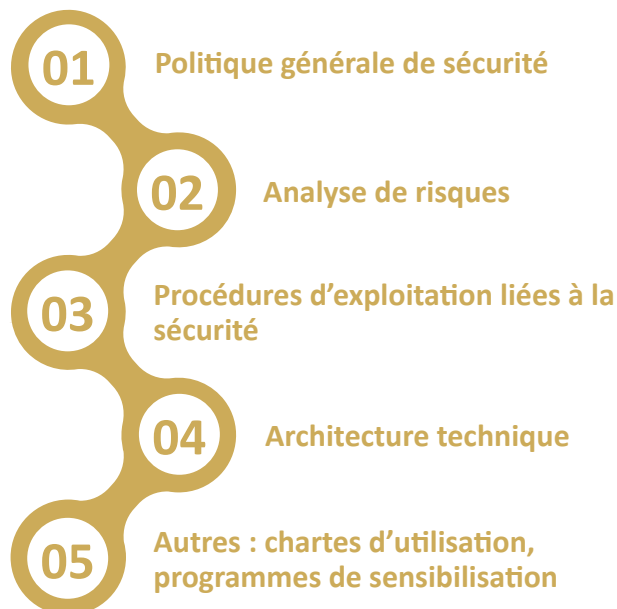 01
Politique générale de sécurité
02
Analyse de risques
03
Procédures d’exploitation liées à la
sécurité
04
Architecture technique
05
Autres : chartes d’utilisation,
programmes de sensibilisation